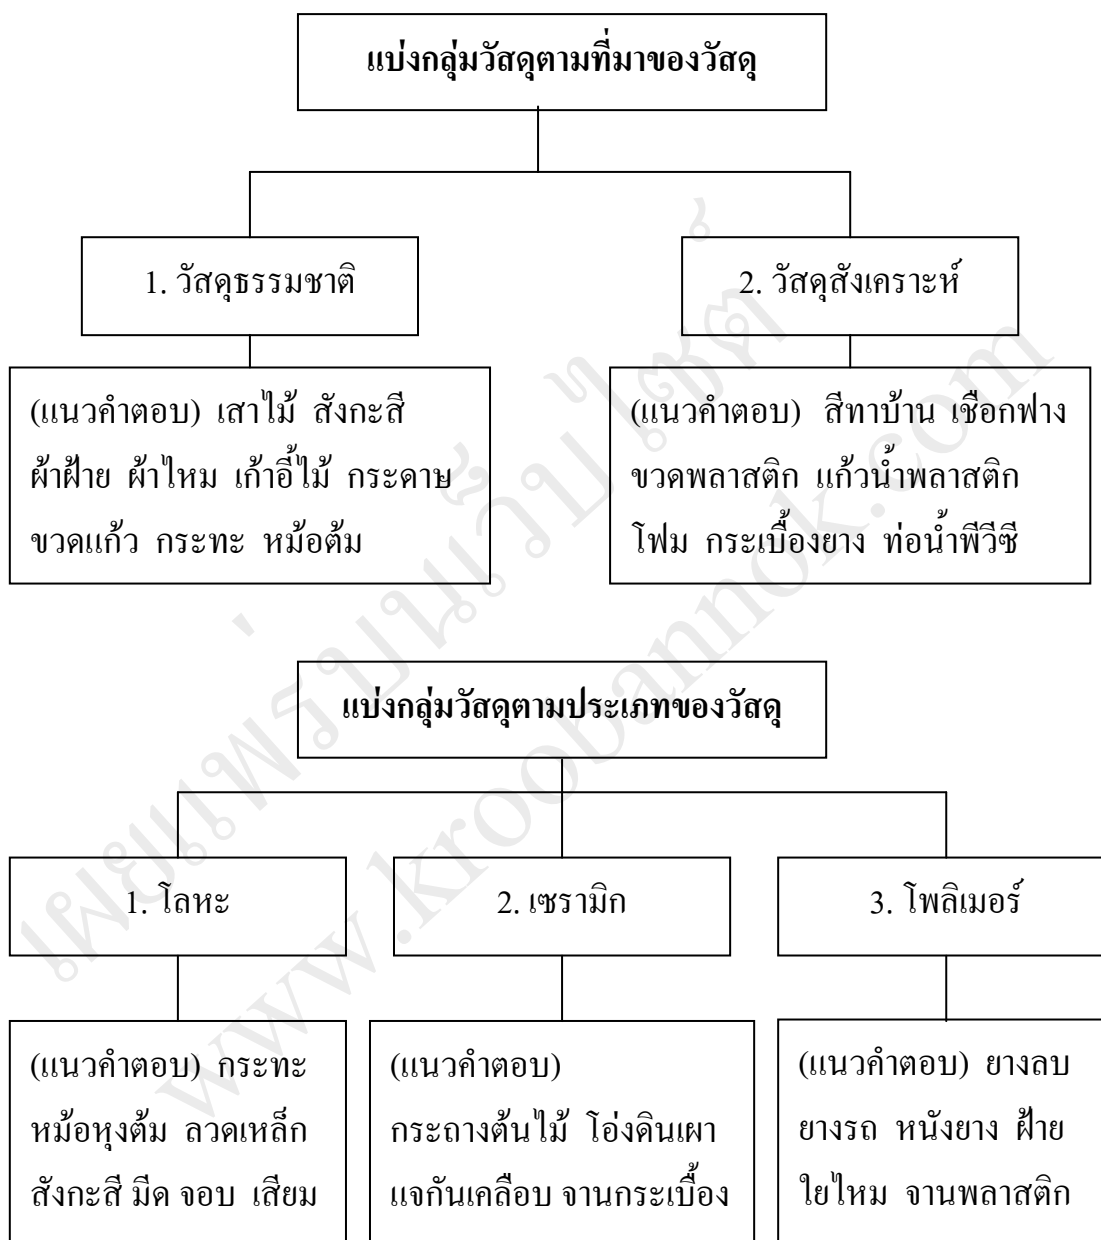 แบ่งกลุ่มวัสดุตามที่มาของวัสดุ
1. วัสดุธรรมชาติ
2. วัสดุสังเคราะห์
(แนวคำตอบ) เสาไม้ สังกะสี
ผ้าฝ้าย ผ้าไหม เก้าอี้ไม้ กระดาษ
ขวดแก้ว กระทะ หม้อต้ม
(แนวคำตอบ) สีทาบ้าน เชือกฟาง
ขวดพลาสติก แก้วน้ำพลาสติก
โฟม กระเบื้องยาง ท่อน้ำพีวีซี
แบ่งกลุ่มวัสดุตามประเภทของวัสดุ
1. โลหะ
2. เซรามิก
3. โพลิเมอร์
(แนวคำตอบ) กระทะ
หม้อหุงต้ม ลวดเหล็ก
สังกะสี มีด จอบ เสียม
(แนวคำตอบ)
กระถางต้นไม้ โอ่งดินเผา
แจกันเคลือบ จานกระเบื้อง
(แนวคำตอบ) ยางลบ
ยางรถ หนังยาง ฝ้าย
ใยไหม จานพลาสติก
เผยแพร่บนเว็บไซต์
www.kroobannok.com